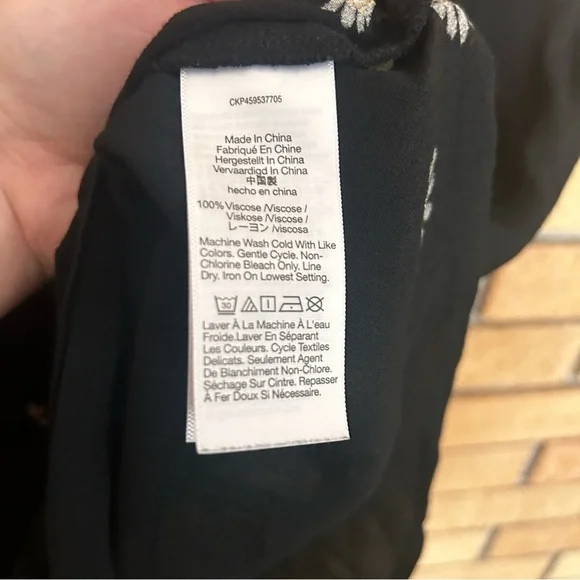 CKP459537705
Made In China
Fabriqué En Chine
Hergestellt In China
Vervaardigd In China
中国製
hecho en china
100% Viscose /Viscose /
Viskose /Viscose /
レーヨン /viscosa
Machine Wash Cold With Like
Colors. Gentle Cycle. Non-
Chlorine Bleach Only. Line
Dry. Iron On Lowest Setting.
30
Laver À La Machine À L'eau
Froide.Laver En Séparant
Les Couleurs. Cycle Textiles
Delicats. Seulement Agent
De Blanchiment Non-Chlore.
Séchage Sur Cintre. Repasser
À Fer Doux Si Nécessaire.